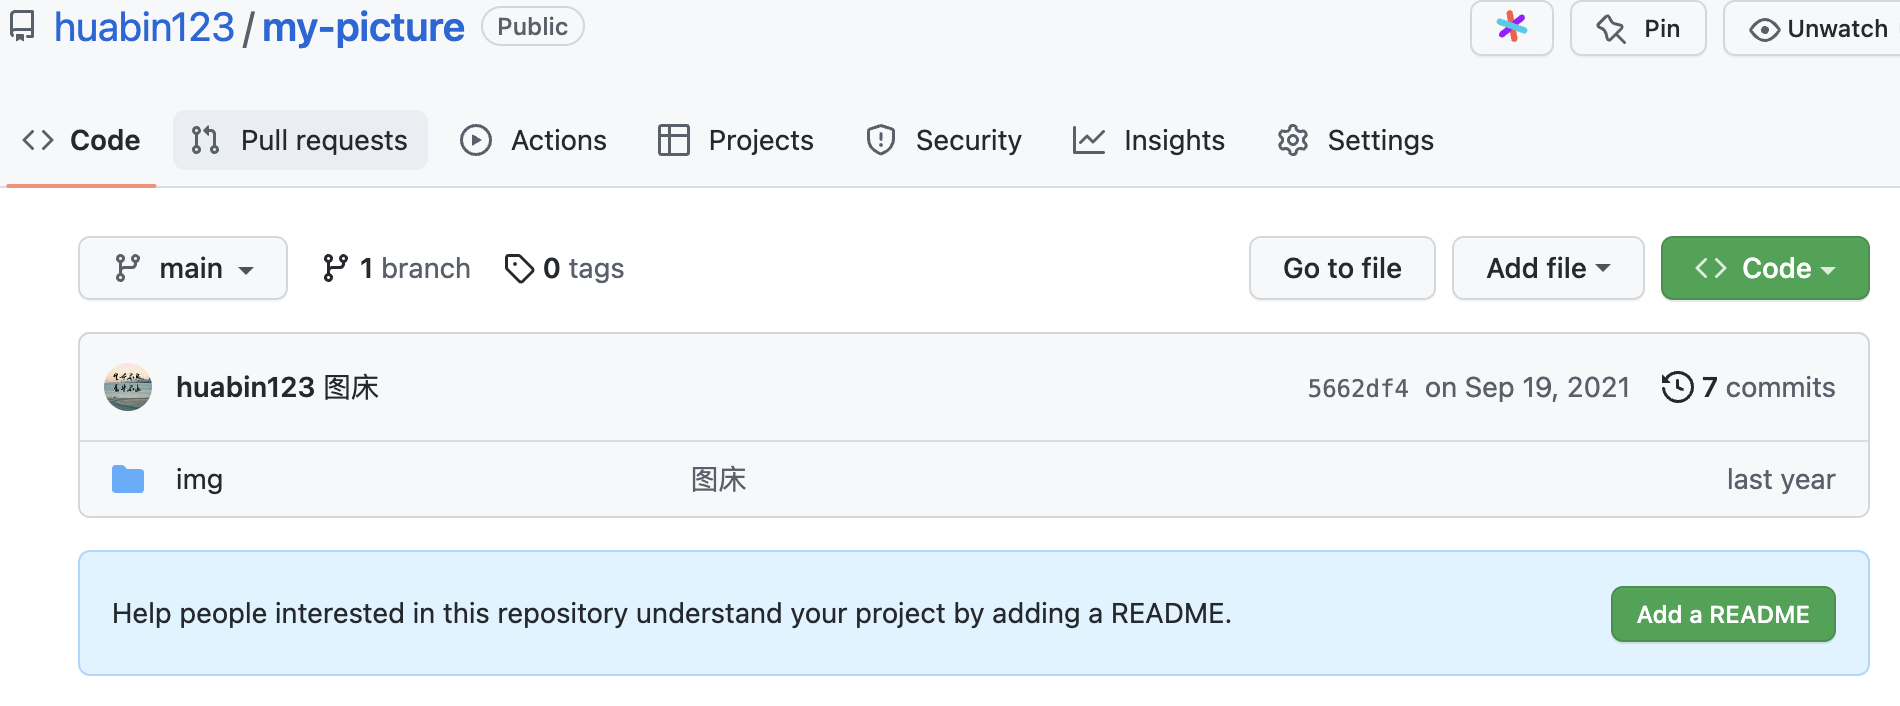 huabin123 / my-picture Public Pin Unwatch
Code Pull requests Actions Projects Security Insights Settings
main 1 branch 0 tags Go to file Add file Code
huabin123 图床 5662df4 on Sep 19, 2021 7 commits
img 图床 last year
Help people interested in this repository understand your project by adding a README. Add a README